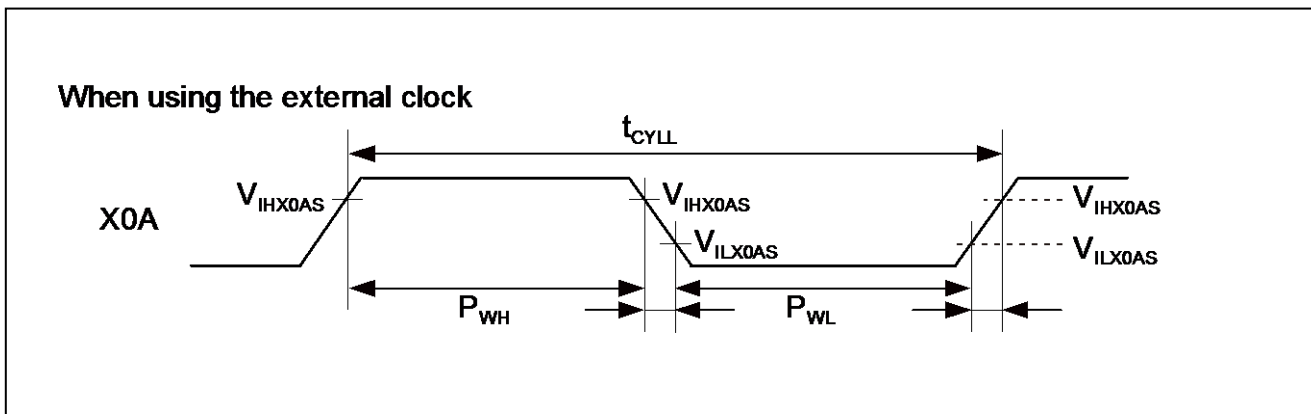 When using the external clock
tCYLL
VIHX0AS
VIHX0AS
VIHX0AS
X0A
VILX0AS
VILX0AS
PWH
PWL